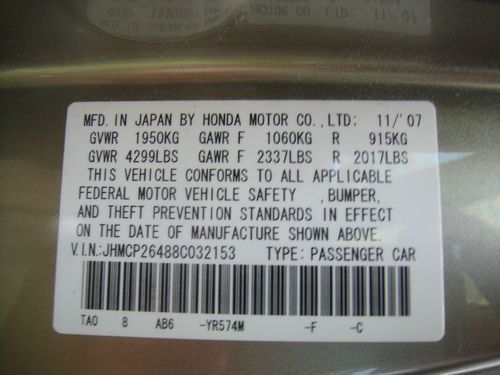 MFD. IN JAPAN BY HONDA MOTOR CO., LTD: 11/'07
GVWR 1950KG GAWR F 1060KG R 915KG
GVWR 4299LBS GAWR F 2337LBS R 2017LBS
THIS VEHICLE CONFORMS TO ALL APPLICABLE
FEDERAL MOTOR VEHICLE SAFETY ,BUMPER,
AND THEFT PREVENTION STANDARDS IN EFFECT
ON THE DATE OF MANUFACTURE SHOWN ABOVE.
V.I.N:JHMCP26488C032153 TYPE: PASSENGER CAR
TA0 8 AB6 -YR574M -F -C